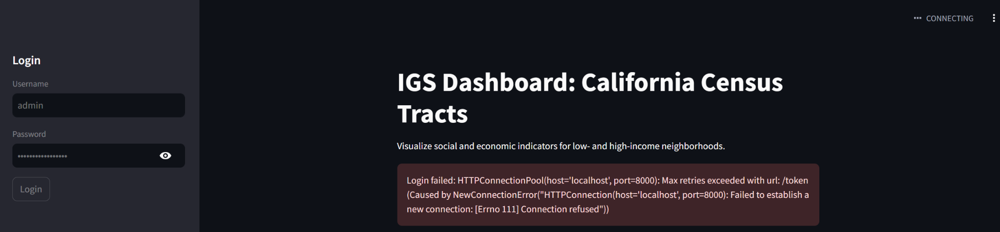 CONNECTING
Login
Username
admin
Password
•••••••••••••••••
Login
IGS Dashboard: California Census
Tracts
Visualize social and economic indicators for low- and high-income neighborhoods.
Login failed: HTTPConnectionPool(host='localhost', port=8000): Max retries exceeded with url: /token
(Caused by NewConnectionError("HTTPConnection(host='localhost', port=8000): Failed to establish a
new connection: [Errno 111] Connection refused"))